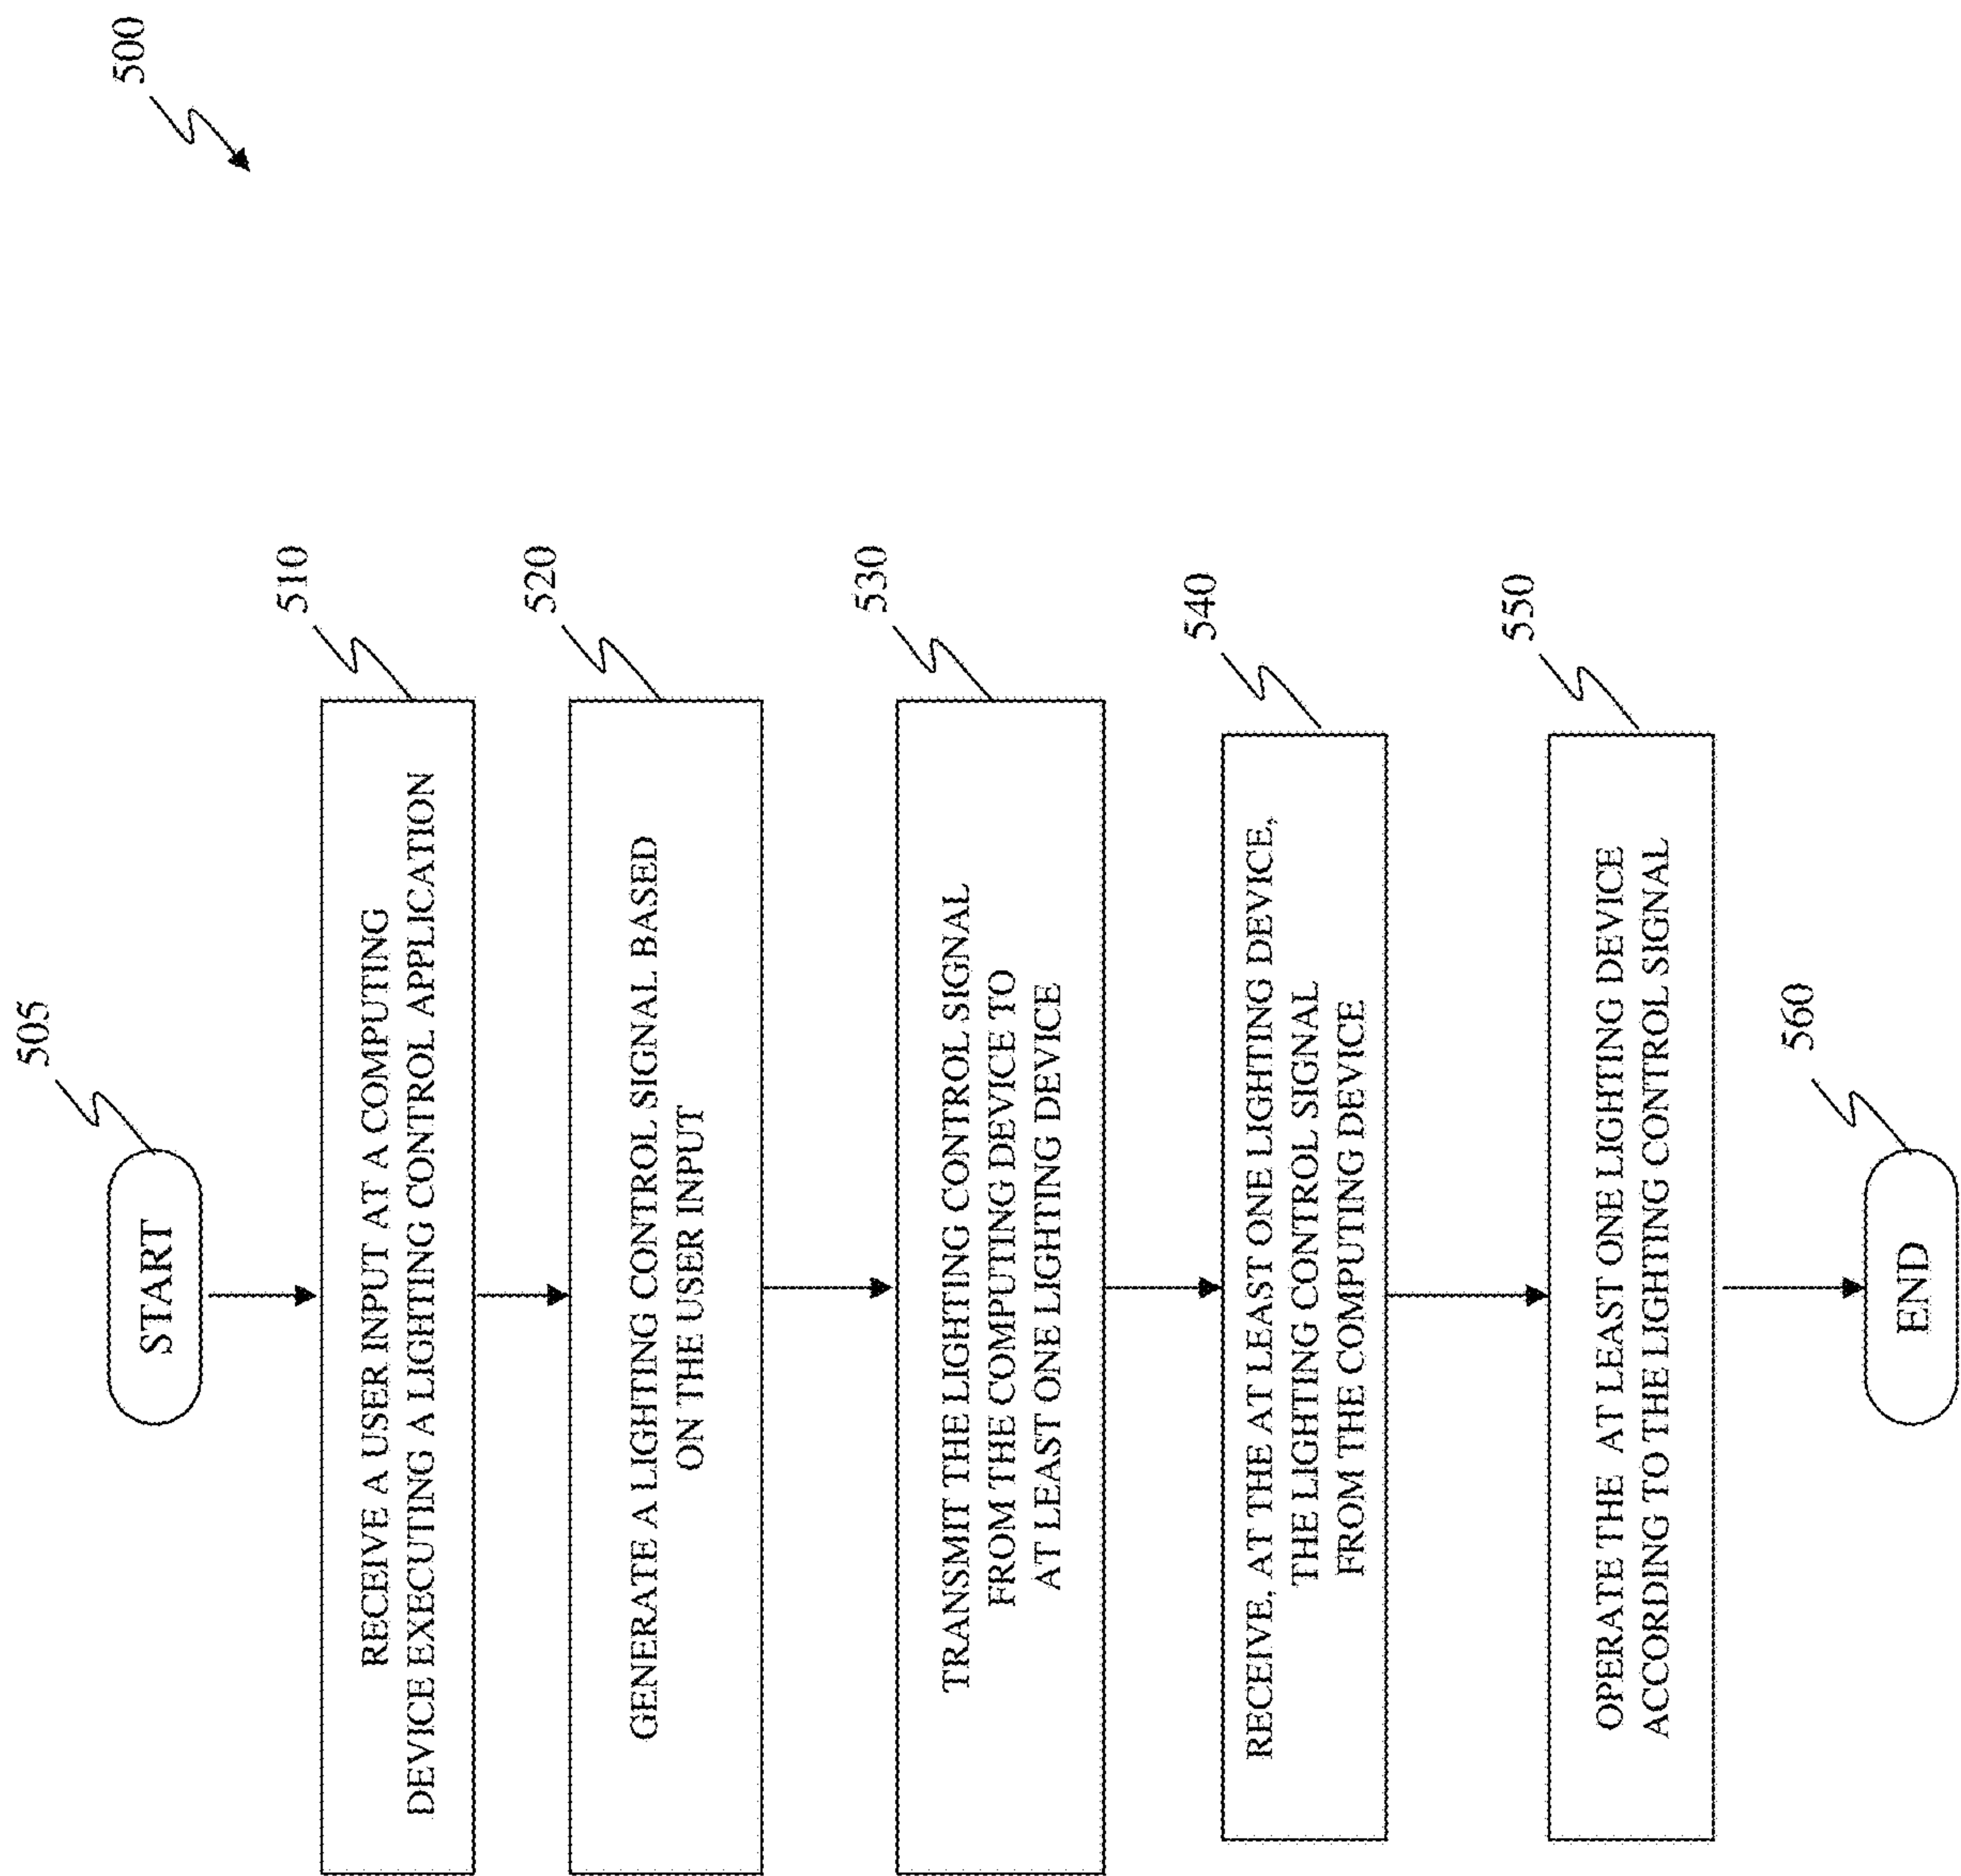 500
START
505
RECEIVE A USER INPUT AT A COMPUTING
DEVICE EXECUTING A LIGHTING CONTROL APPLICATION
510
GENERATE A LIGHTING CONTROL SIGNAL BASED
ON THE USER INPUT
520
TRANSMIT THE LIGHTING CONTROL SIGNAL
FROM THE COMPUTING DEVICE TO
AT LEAST ONE LIGHTING DEVICE
530
RECEIVE, AT THE AT LEAST ONE LIGHTING DEVICE,
THE LIGHTING CONTROL SIGNAL
FROM THE COMPUTING DEVICE
540
OPERATE THE AT LEAST ONE LIGHTING DEVICE
ACCORDING TO THE LIGHTING CONTROL SIGNAL
550
END
560